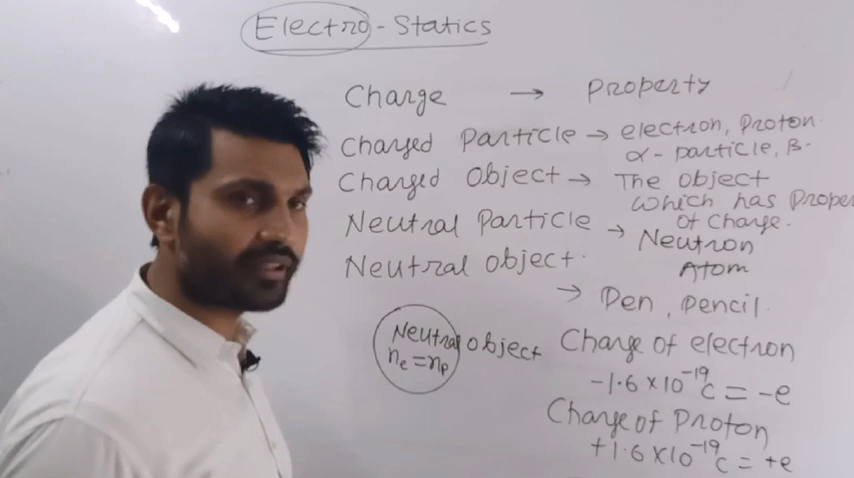 Electro-Statics
Charge → Property
Charged Particle → electron, Proton.
α-particle, β-
Charged Object → The object
which has Proper
of Charge.
Neutral Particle → Neutron
Atom
Neutral object.
→ Pen, Pencil.
Neutral object
ne=np
Charge of electron
-1.6×10⁻¹⁹C = -e
Charge of Proton
+1.6×10⁻¹⁹C = +e